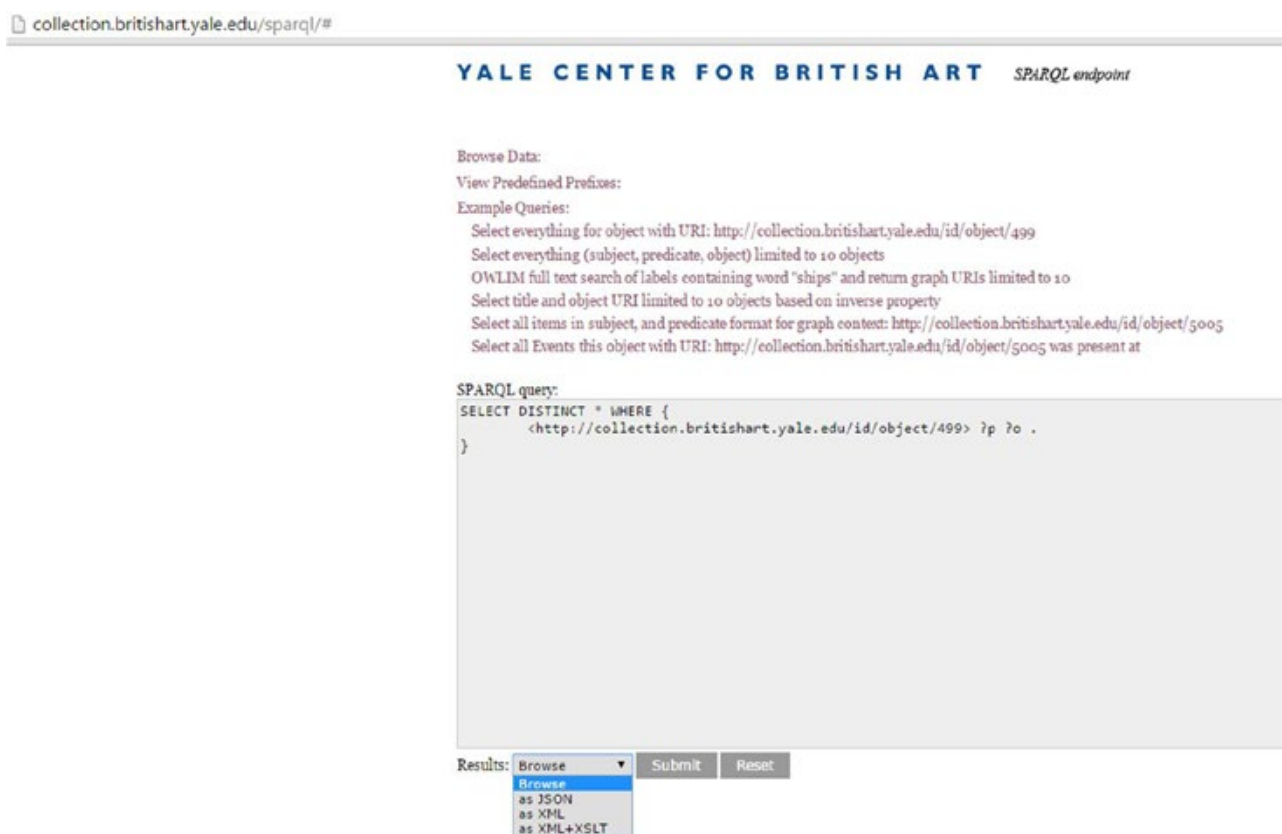 collection.britishart.yale.edu/sparql/#
YALE CENTER FOR BRITISH ART SPARQL endpoint
Browse Data:
View Predefined Prefixes:
Example Queries:
Select everything for object with URI: http://collection.britishart.yale.edu/id/object/499
Select everything (subject, predicate, object) limited to 10 objects
OWLIM full text search of labels containing word "ships" and return graph URIs limited to 10
Select title and object URI limited to 10 objects based on inverse property
Select all items in subject, and predicate format for graph context: http://collection.britishart.yale.edu/id/object/5005
Select all Events this object with URI: http://collection.britishart.yale.edu/id/object/5005 was present at
SPARQL query:
SELECT DISTINCT * WHERE {
<http://collection.britishart.yale.edu/id/object/499> ?p ?o .
}
Results: Browse Submit Reset
Browse
as JSON
as XML
as XML+XSLT